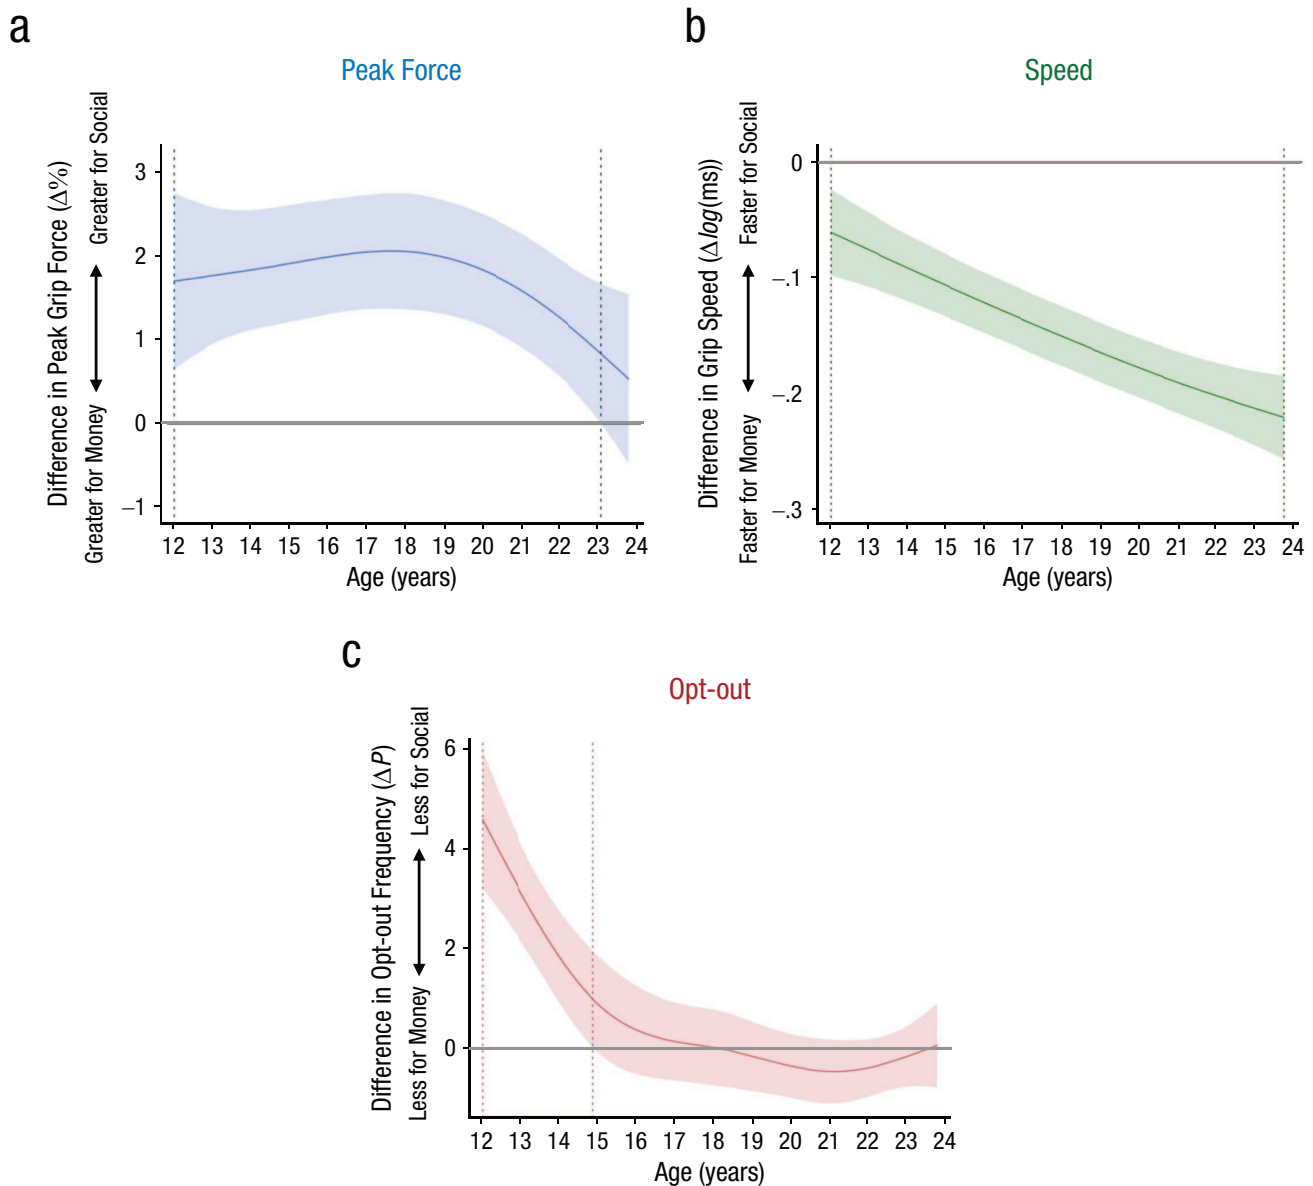 a
Peak Force
Difference in Peak Grip Force (Δ%)
Greater for Money
Greater for Social
3
2
1
0
–1
12 13 14 15 16 17 18 19 20 21 22 23 24
Age (years)
b
Speed
Difference in Grip Speed (Δlog(ms))
Faster for Money
Faster for Social
0
–.1
–.2
–.3
12 13 14 15 16 17 18 19 20 21 22 23 24
Age (years)
c
Opt-out
Difference in Opt-out Frequency (ΔP)
Less for Money
Less for Social
6
4
2
0
12 13 14 15 16 17 18 19 20 21 22 23 24
Age (years)